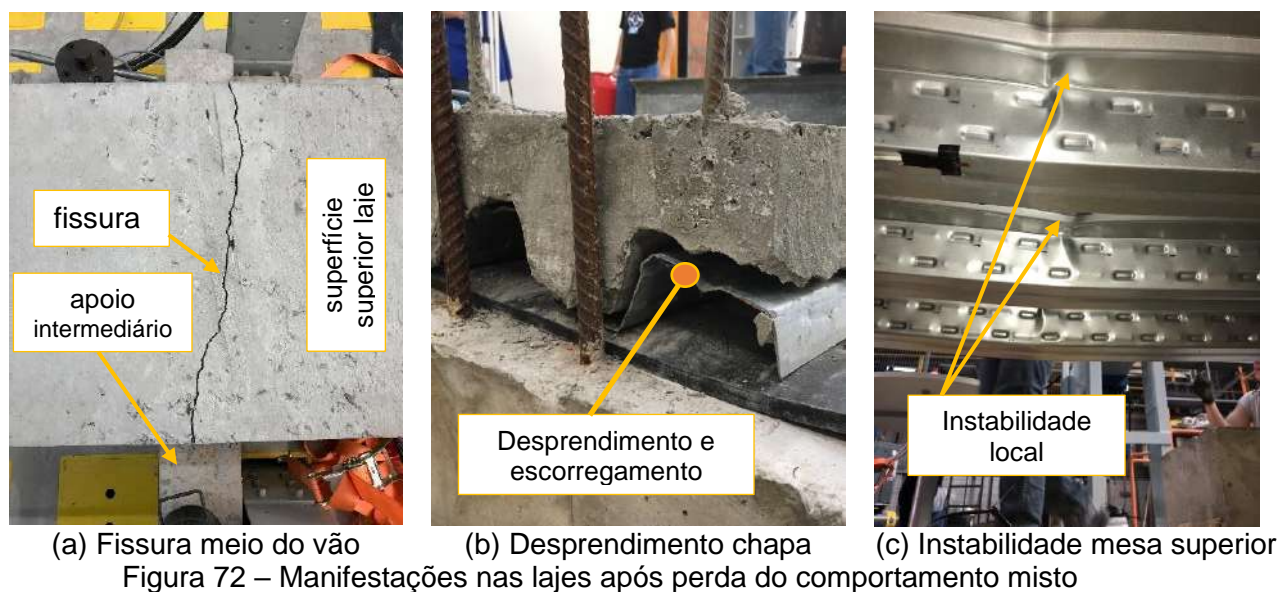 fissura
apoio
intermediário
superfície
superior laje
Desprendimento e
escorregamento
Instabilidade
local
(a) Fissura meio do vão
(b) Desprendimento chapa
(c) Instabilidade mesa superior
Figura 72 – Manifestações nas lajes após perda do comportamento misto